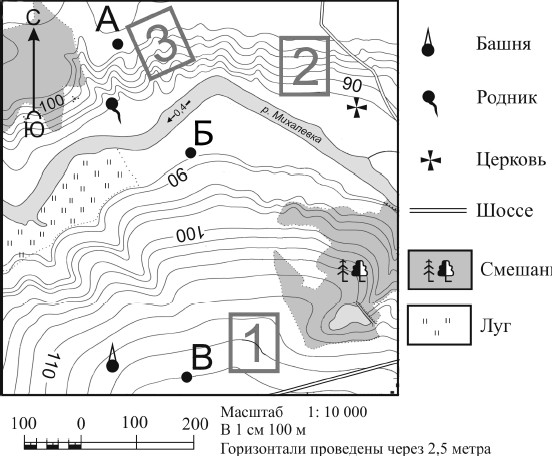 С
Ю
А
3
2
90
100
0,4
р. Михалевка
Б
90
100
1
110
В
Башня
Родник
Церковь
Шоссе
Смешанн
Луг
100 0 100 200
Масштаб 1: 10 000
В 1 см 100 м
Горизонтали проведены через 2,5 метра